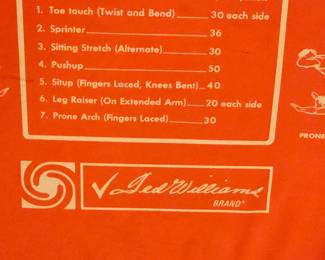 1. Toe touch (Twist and Bend) 30 each side
2. Sprinter 36
3. Sitting Stretch (Alternate) 30
4. Pushup 50
5. Situp (Fingers Laced, Knees Bent) 40
6. Leg Raiser (On Extended Arm) 20 each side
7. Prone Arch (Fingers Laced) 30
PRONE
Ted Williams
BRAND®